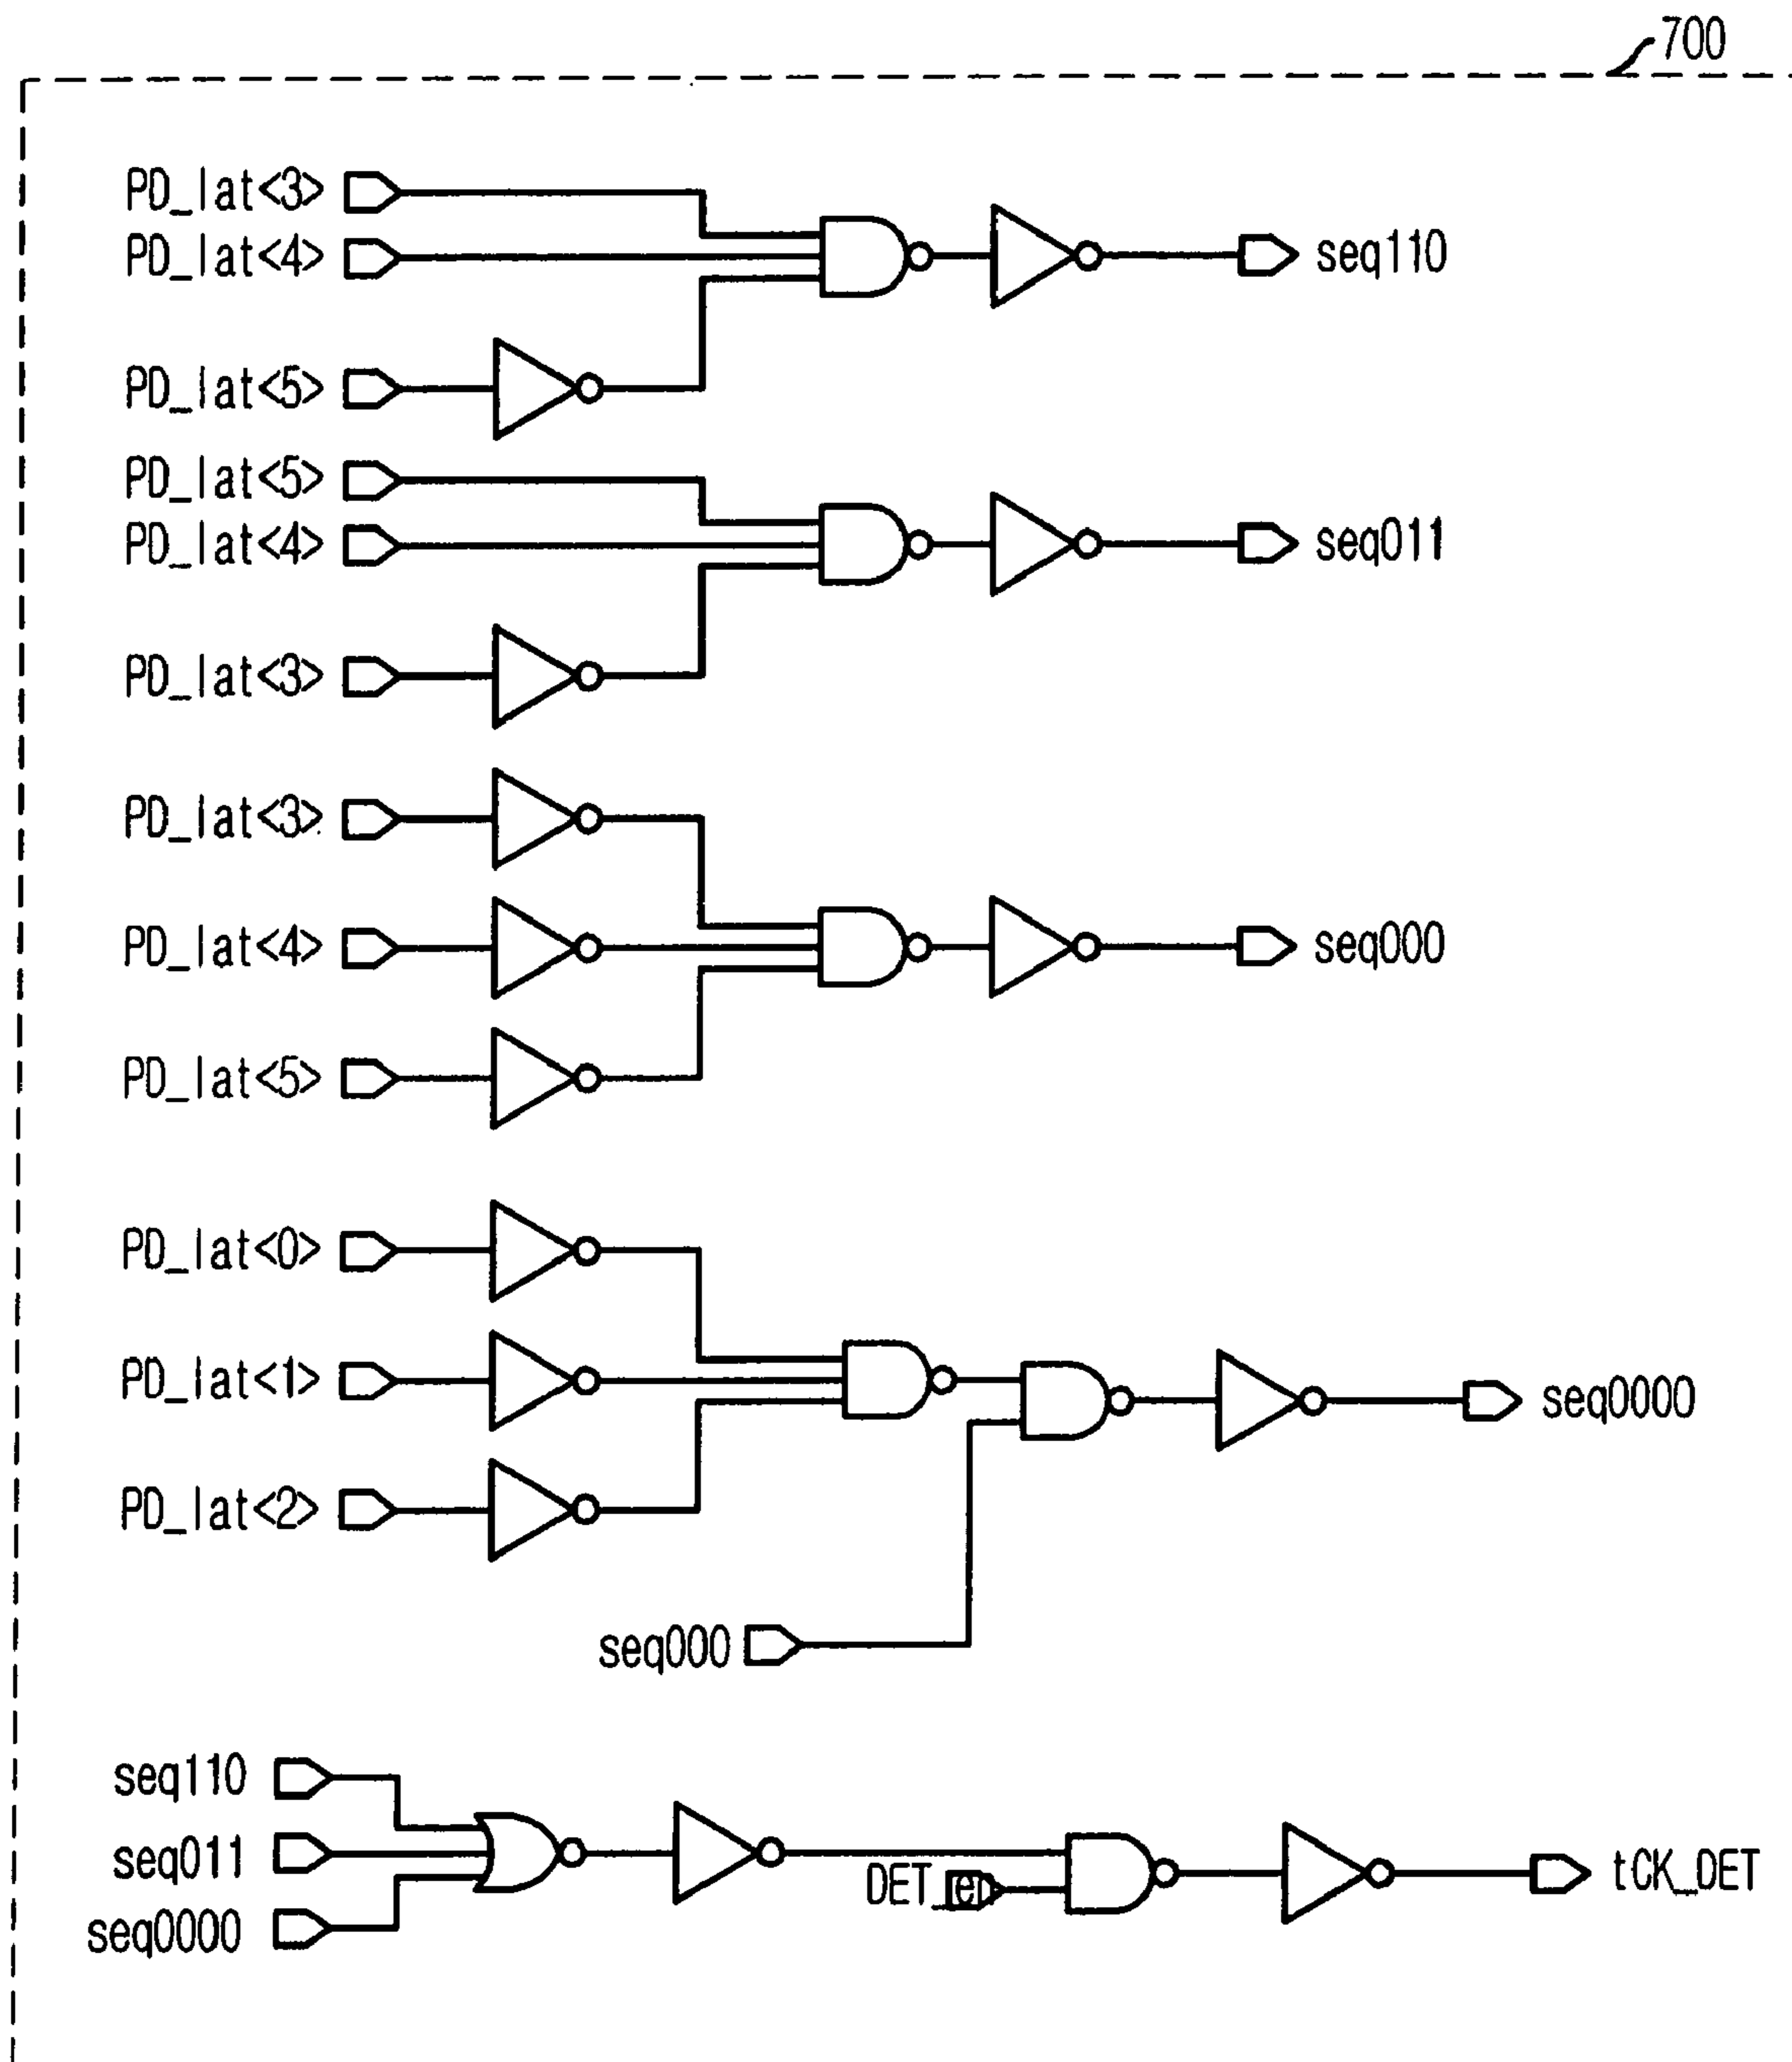 700
PD_lat<3>
PD_lat<4>
seq110
PD_lat<5>
PD_lat<5>
PD_lat<4>
seq011
PD_lat<3>
PD_lat<3>
PD_lat<4>
seq000
PD_lat<5>
PD_lat<0>
PD_lat<1>
seq0000
PD_lat<2>
seq000
seq110
seq011
DET_e
tCK_DET
seq0000